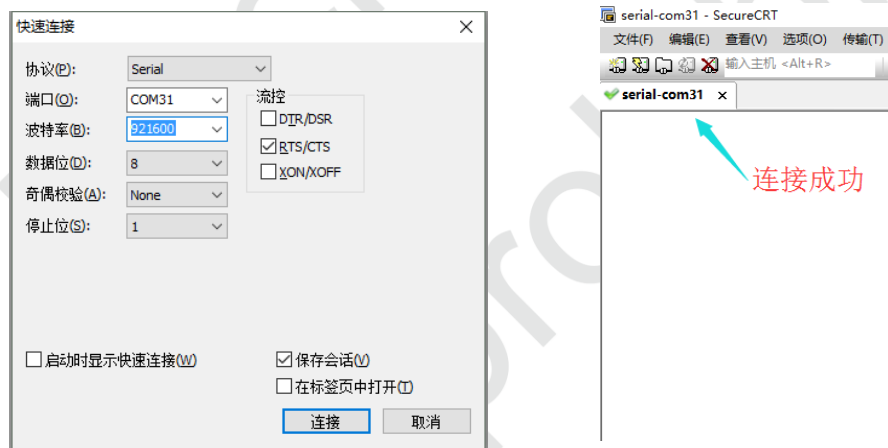 快速连接
协议(P): Serial
端口(O): COM31
波特率(B): 921600
数据位(D): 8
奇偶校验(A): None
停止位(S): 1
流控
DTR/DSR
RTS/CTS
XON/XOFF
启动时显示快速连接(W)
保存会话(V)
在标签页中打开(T)
连接 取消
serial-com31 - SecureCRT
文件(F) 编辑(E) 查看(V) 选项(O) 传输(T)
输入主机 <Alt+R>
serial-com31 ×
连接成功